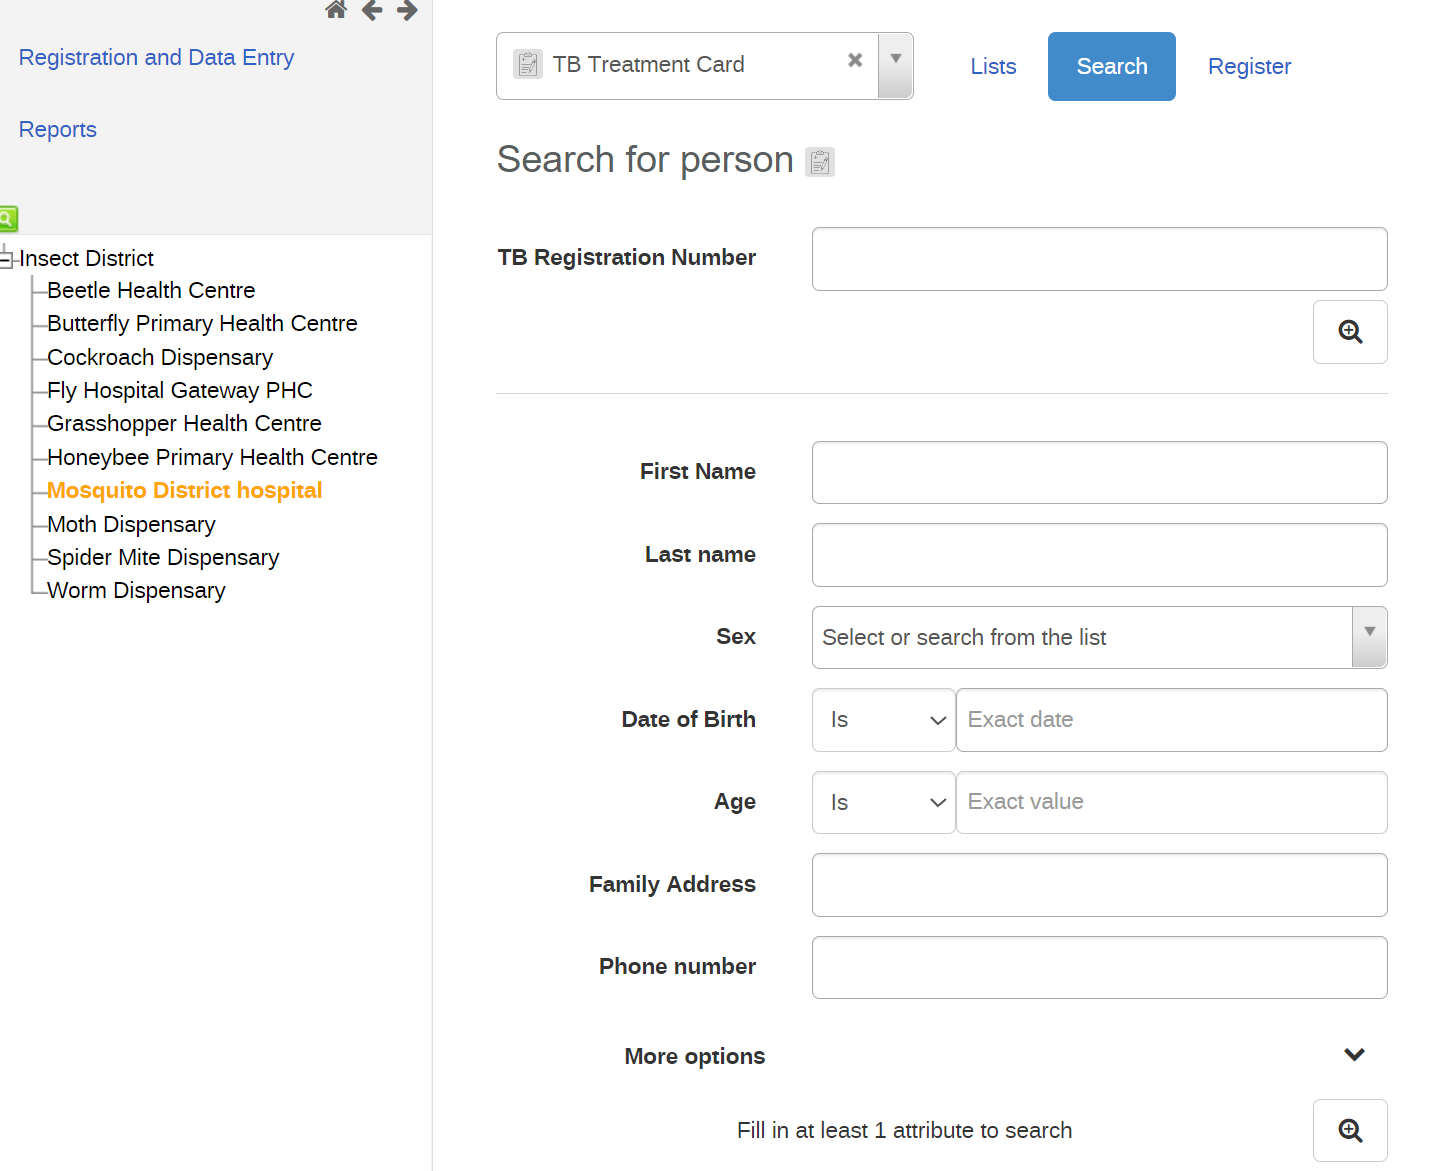 Registration and Data Entry
Reports
Insect District
Beetle Health Centre
Butterfly Primary Health Centre
Cockroach Dispensary
Fly Hospital Gateway PHC
Grasshopper Health Centre
Honeybee Primary Health Centre
Mosquito District hospital
Moth Dispensary
Spider Mite Dispensary
Worm Dispensary
TB Treatment Card
Lists
Search
Register
Search for person
TB Registration Number
First Name
Last name
Sex Select or search from the list
Date of Birth Is Exact date
Age Is Exact value
Family Address
Phone number
More options
Fill in at least 1 attribute to search